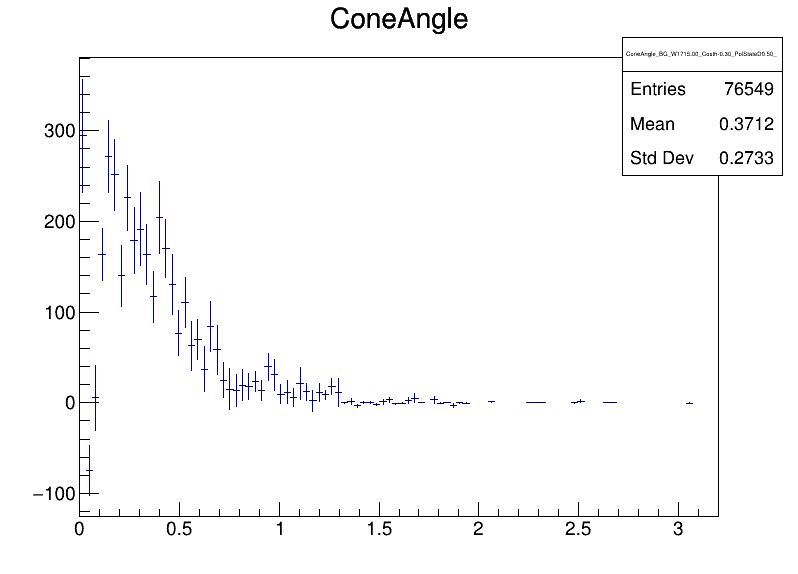 ConeAngle
ConeAngle_BG_W1715.00_Costh-0.30_PolStateD0.50_
Entries 76549
Mean 0.3712
Std Dev 0.2733
300
200
100
0
−100
0 0.5 1 1.5 2 2.5 3